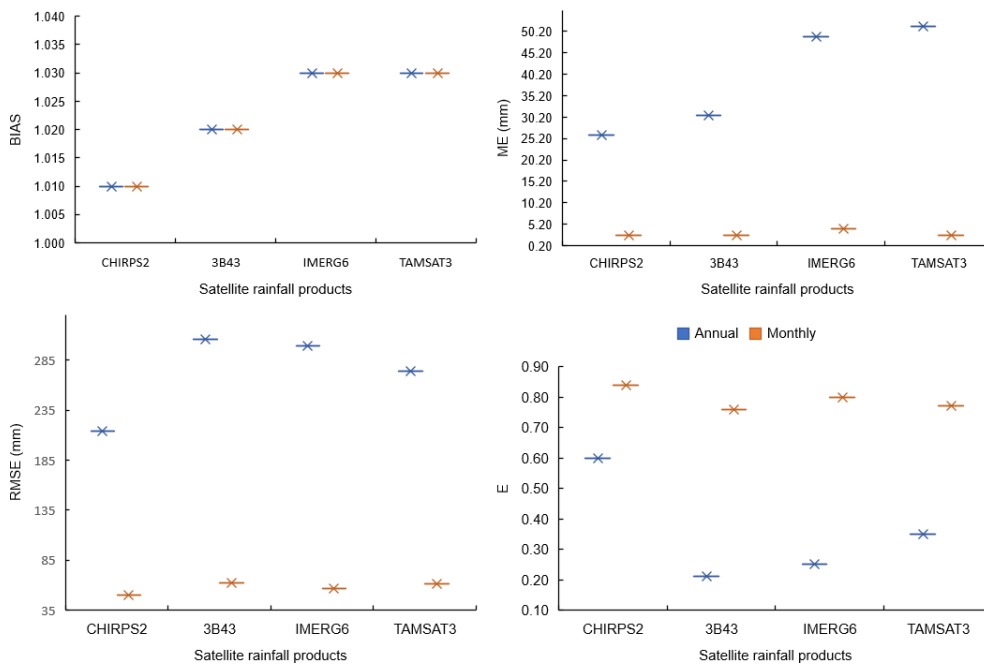 BIAS
1.040
1.035
1.030
1.025
1.020
1.015
1.010
1.005
1.000
CHIRPS2 3B43 IMERG6 TAMSAT3
Satellite rainfall products
ME (mm)
50.20
45.20
40.20
35.20
30.20
25.20
20.20
15.20
10.20
5.20
0.20
CHIRPS2 3B43 IMERG6 TAMSAT3
Satellite rainfall products
RMSE (mm)
285
235
185
135
85
35
CHIRPS2 3B43 IMERG6 TAMSAT3
Satellite rainfall products
Annual Monthly
E
0.90
0.80
0.70
0.60
0.50
0.40
0.30
0.20
0.10
CHIRPS2 3B43 IMERG6 TAMSAT3
Satellite rainfall products